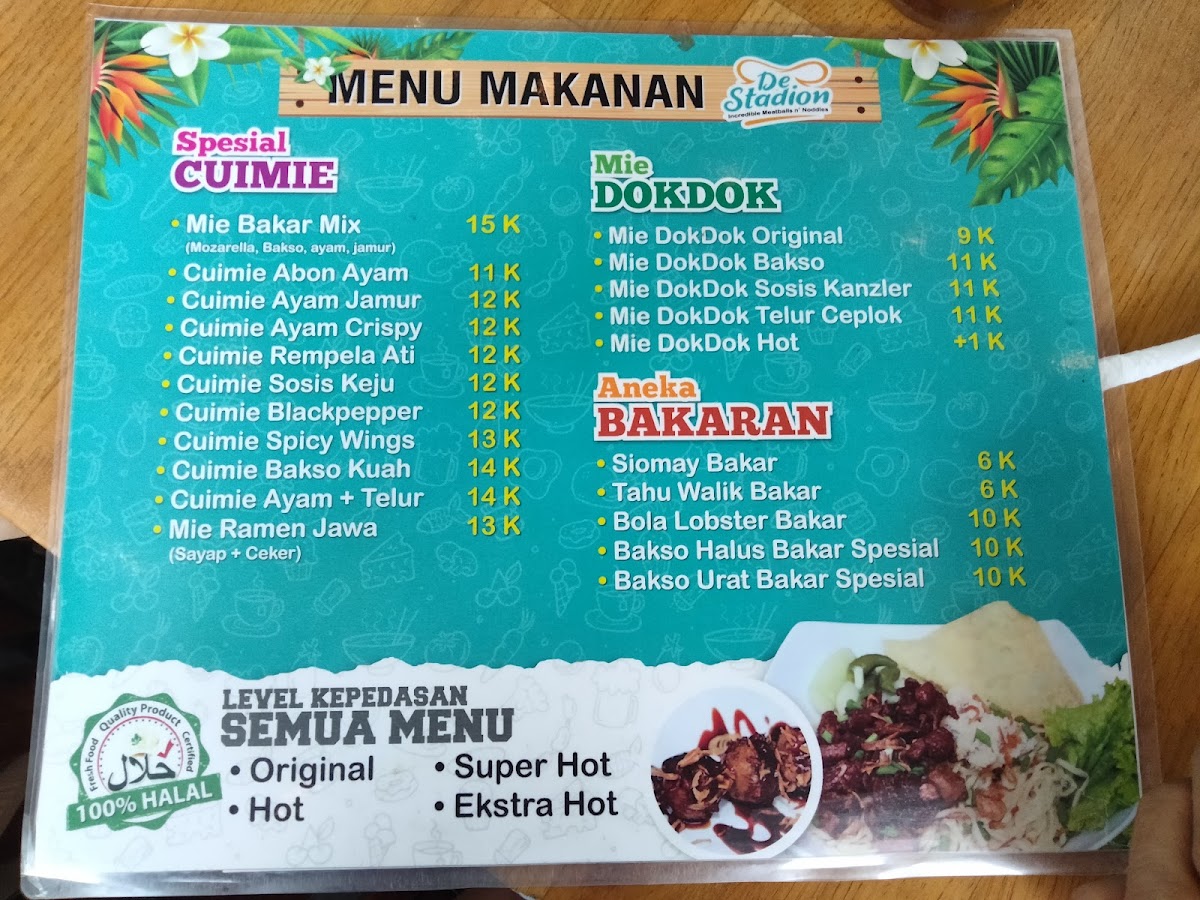 MENU MAKANAN
De
Stadion
Incredible Meatballs n' Noddles
Spesial
CUIMIE
• Mie Bakar Mix 15 K
(Mozarella, Bakso, ayam, jamur)
• Cuimie Abon Ayam 11 K
• Cuimie Ayam Jamur 12 K
• Cuimie Ayam Crispy 12 K
• Cuimie Rempela Ati 12 K
• Cuimie Sosis Keju 12 K
• Cuimie Blackpepper 12 K
• Cuimie Spicy Wings 13 K
• Cuimie Bakso Kuah 14 K
• Cuimie Ayam + Telur 14 K
• Mie Ramen Jawa 13 K
(Sayap + Ceker)
Mie
DOKDOK
• Mie DokDok Original 9 K
• Mie DokDok Bakso 11 K
• Mie DokDok Sosis Kanzler 11 K
• Mie DokDok Telur Ceplok 11 K
• Mie DokDok Hot +1 K
Aneka
BAKARAN
• Siomay Bakar 6 K
• Tahu Walik Bakar 6 K
• Bola Lobster Bakar 10 K
• Bakso Halus Bakar Spesial 10 K
• Bakso Urat Bakar Spesial 10 K
LEVEL KEPEDASAN
SEMUA MENU
• Original
• Hot
• Super Hot
• Ekstra Hot
Fresh Food Quality Product Certified
حلال
100% HALAL